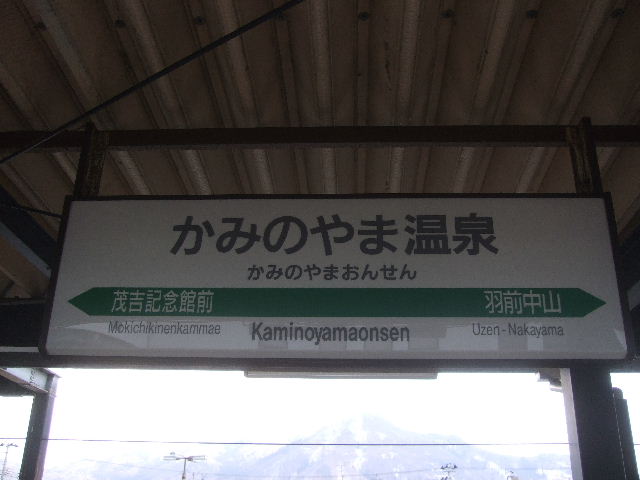 かみのやま温泉
かみのやまおんせん
茂吉記念館前 羽前中山
Mokichikinenkammae Kaminoyamaonsen Uzen-Nakayama